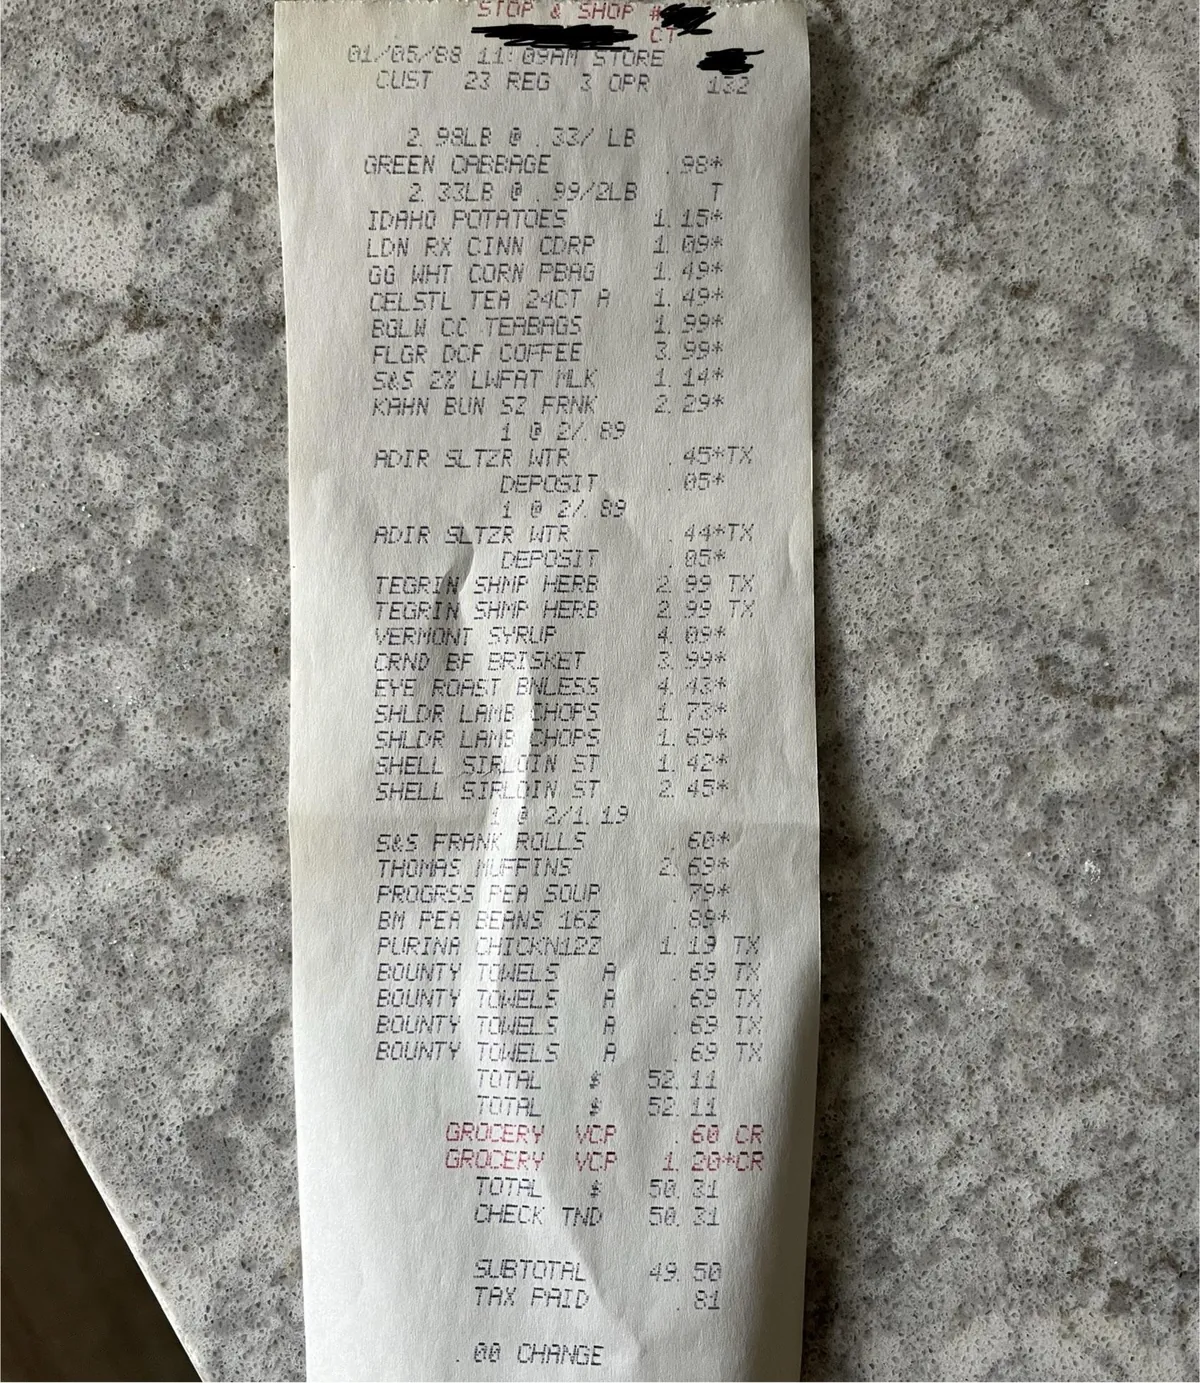 STOP & SHOP #
CT
01/05/88 11:09AM STORE
CUST 23 REG 3 OPR 132
2.98LB @ .33/ LB
GREEN CABBAGE .98*
2.33LB @ .99/2LB T
IDAHO POTATOES 1.15*
LDN RX CINN CDRP 1.09*
GG WHT CORN PBAG 1.49*
CELSTL TEA 24CT A 1.49*
BGLW CC TEABAGS 1.99*
FLGR DCF COFFEE 3.99*
S&S 2% LWFAT MLK 1.14*
KAHN BUN SZ FRNK 2.29*
1 @ 2/.89
ADIR SLTZR WTR .45*TX
DEPOSIT .05*
1 @ 2/.89
ADIR SLTZR WTR .44*TX
DEPOSIT .05*
TEGRIN SHMP HERB 2.99 TX
TEGRIN SHMP HERB 2.99 TX
VERMONT SYRUP 4.09*
CRND BF BRISKET 3.99*
EYE ROAST BNLESS 4.43*
SHLDR LAMB CHOPS 1.73*
SHLDR LAMB CHOPS 1.69*
SHELL SIRLOIN ST 1.42*
SHELL SIRLOIN ST 2.45*
1 @ 2/1.19
S&S FRANK ROLLS .60*
THOMAS MUFFINS 2.69*
PROGRSS PEA SOUP .79*
BM PEA BEANS 16Z .89*
PURINA CHICKN12Z 1.19 TX
BOUNTY TOWELS A .69 TX
BOUNTY TOWELS A .69 TX
BOUNTY TOWELS A .69 TX
BOUNTY TOWELS A .69 TX
TOTAL $ 52.11
TOTAL $ 52.11
GROCERY VCP .60 CR
GROCERY VCP 1.20*CR
TOTAL $ 50.31
CHECK TND 50.31
SUBTOTAL 49.50
TAX PAID .81
.00 CHANGE